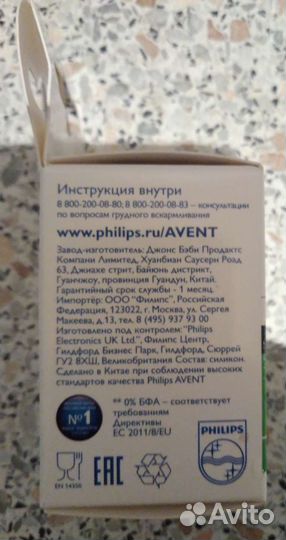 Инструкция внутри
8 800-200-08-80; 8 800-200-08-83 – консультации
по вопросам грудного вскармливания
www.philips.ru/AVENT
Завод-изготовитель: Джонс Бэби Продактс
Компани Лимитед, Хуанбиан Саусерн Роад
63, Джиахе стрит, Байюнь дистрикт,
Гуанчжоу, провинция Гуандун, Китай.
Гарантийный срок службы - 1 месяц.
Импортёр: ООО "Филипс", Российская
Федерация, 123022, г. Москва, ул. Сергея
Макеева, д. 13, тел. 8 (495) 937 93 00
Изготовлено под контролем: "Philips
Electronics UK Ltd.", Филипс Центр,
Гилфорд Бизнес Парк, Гилдфорд, Суррей
ГУ2 8ХШ, Великобритания Состав: силикон.
Сделано в Китае при соблюдении высоких
стандартов качества Philips AVENT
№1
** 0% БФА – соответствует
требованиям
Директивы
ЕС 2011/8/EU
PHILIPS
EN 14350
EAC
Avito